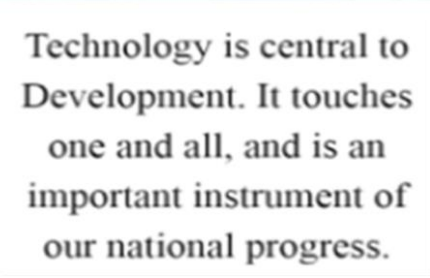 Technology is central to
Development. It touches
one and all, and is an
important instrument of
our national progress.